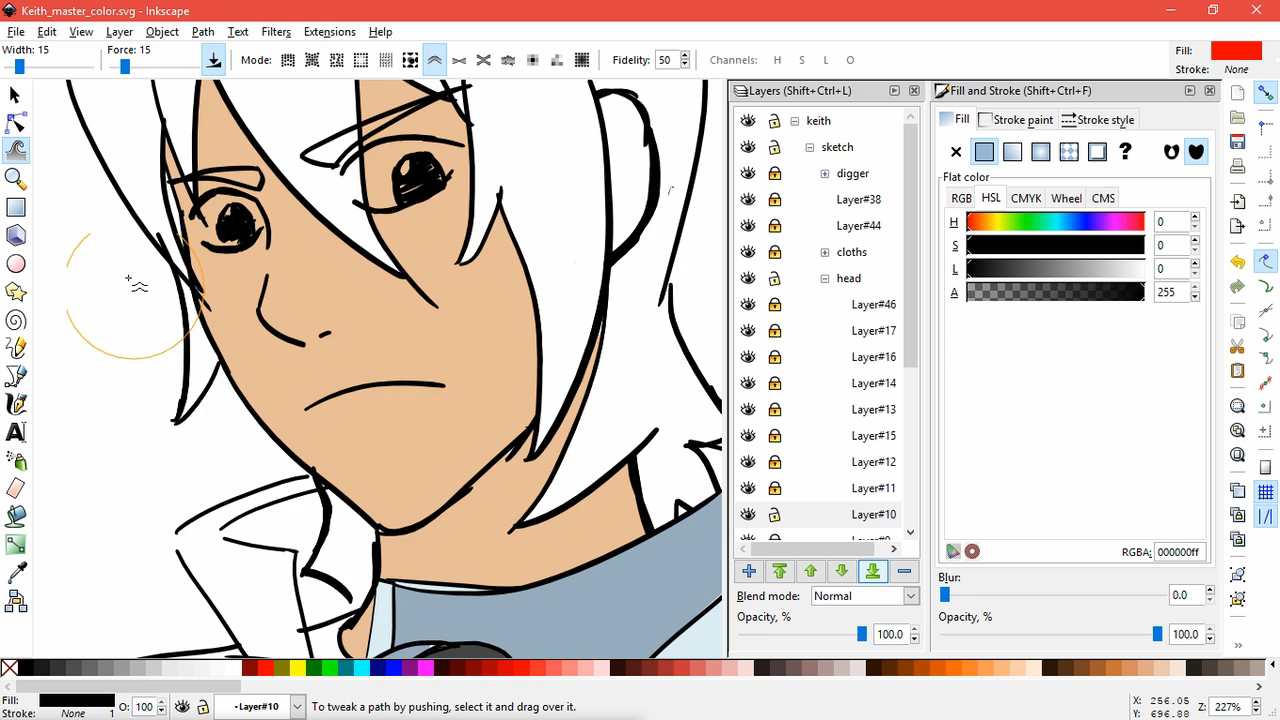 Keith_master_color.svg - Inkscape
File Edit View Layer Object Path Text Filters Extensions Help
Width: 15 Force: 15 Mode: Fidelity: 50 Channels: H S L O Fill:
Stroke: None
Layers (Shift+Ctrl+L)
keith
sketch
digger
Layer#38
Layer#44
cloths
head
Layer#46
Layer#17
Layer#16
Layer#14
Layer#13
Layer#15
Layer#12
Layer#11
Layer#10
Blend mode: Normal
Opacity, % 100.0
Fill and Stroke (Shift+Ctrl+F)
Fill Stroke paint Stroke style
Flat color
RGB HSL CMYK Wheel CMS
H 0
S 0
L 0
A 255
RGBA: 000000ff
Blur: 0.0
Opacity, % 100.0
Fill: O: 100 Layer#10 To tweak a path by pushing, select it and drag over it. X: 256.05 Z: 227%
Stroke: None 1 Y: 696.88